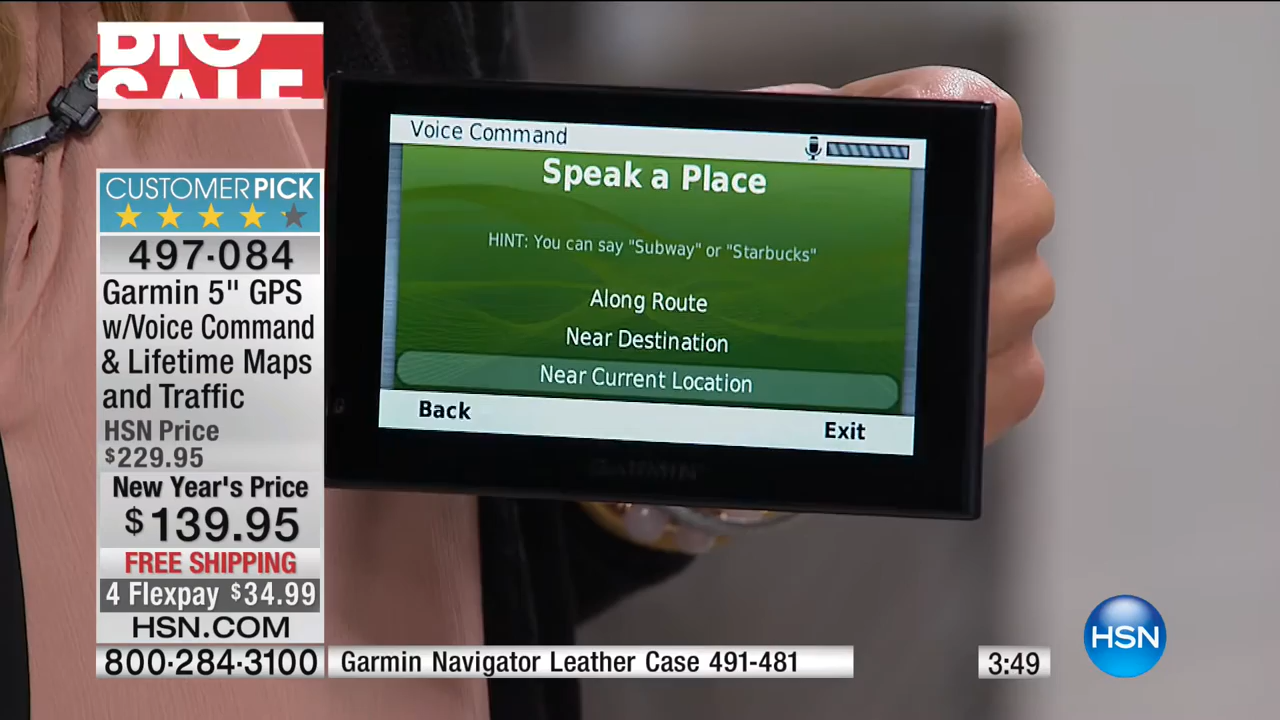 BIG
SALE
CUSTOMER PICK
497-084
Garmin 5" GPS
w/Voice Command
& Lifetime Maps
and Traffic
HSN Price
$229.95
New Year's Price
$139.95
FREE SHIPPING
4 Flexpay $34.99
HSN.COM
800-284-3100
Garmin Navigator Leather Case 491-481
3:49
HSN
Voice Command
Speak a Place
HINT: You can say "Subway" or "Starbucks"
Along Route
Near Destination
Near Current Location
Back
Exit
GARMIN